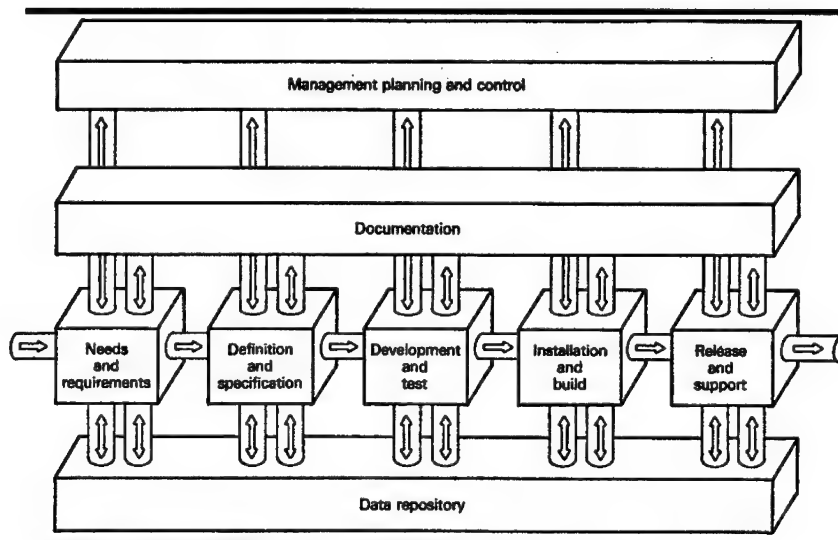 Management planning and control
Documentation
Needs
and
requirements
Definition
and
specification
Development
and
test
Installation
and
build
Release
and
support
Data repository